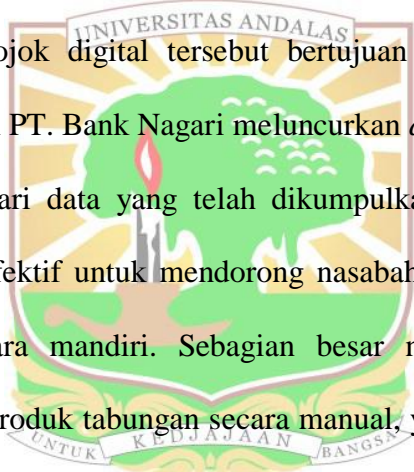 UNIVERSITAS ANDALAS
ojok digital tersebut bertujuan
PT. Bank Nagari meluncurkan
ari data yang telah dikumpulka
fektif untuk mendorong nasabah
ara mandiri. Sebagian besar
roduk tabungan secara manual, y
UNTUK KEDJAJAAN BANGSA